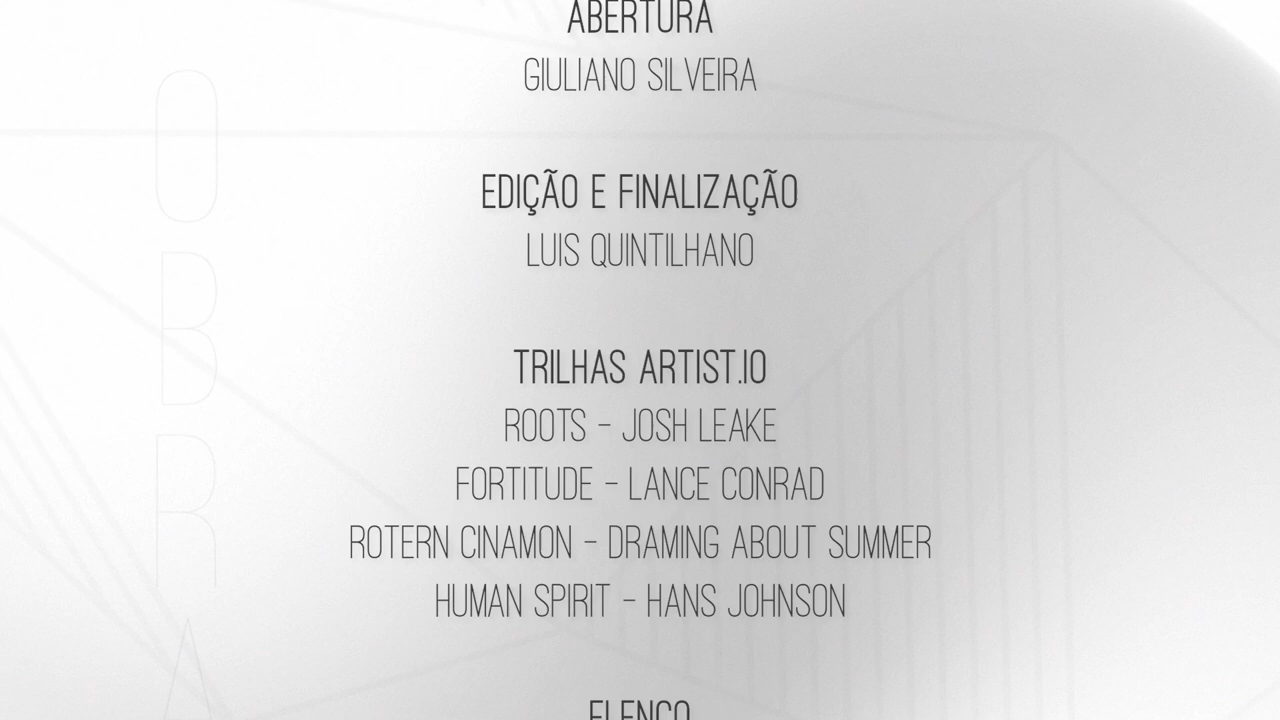 ABERTURA
GIULIANO SILVEIRA
EDIÇÃO E FINALIZAÇÃO
LUIS QUINTILHANO
TRILHAS ARTIST.IO
ROOTS - JOSH LEAKE
FORTITUDE - LANCE CONRAD
ROTERN CINAMON - DRAMING ABOUT SUMMER
HUMAN SPIRIT - HANS JOHNSON
ELENCO
OBRA